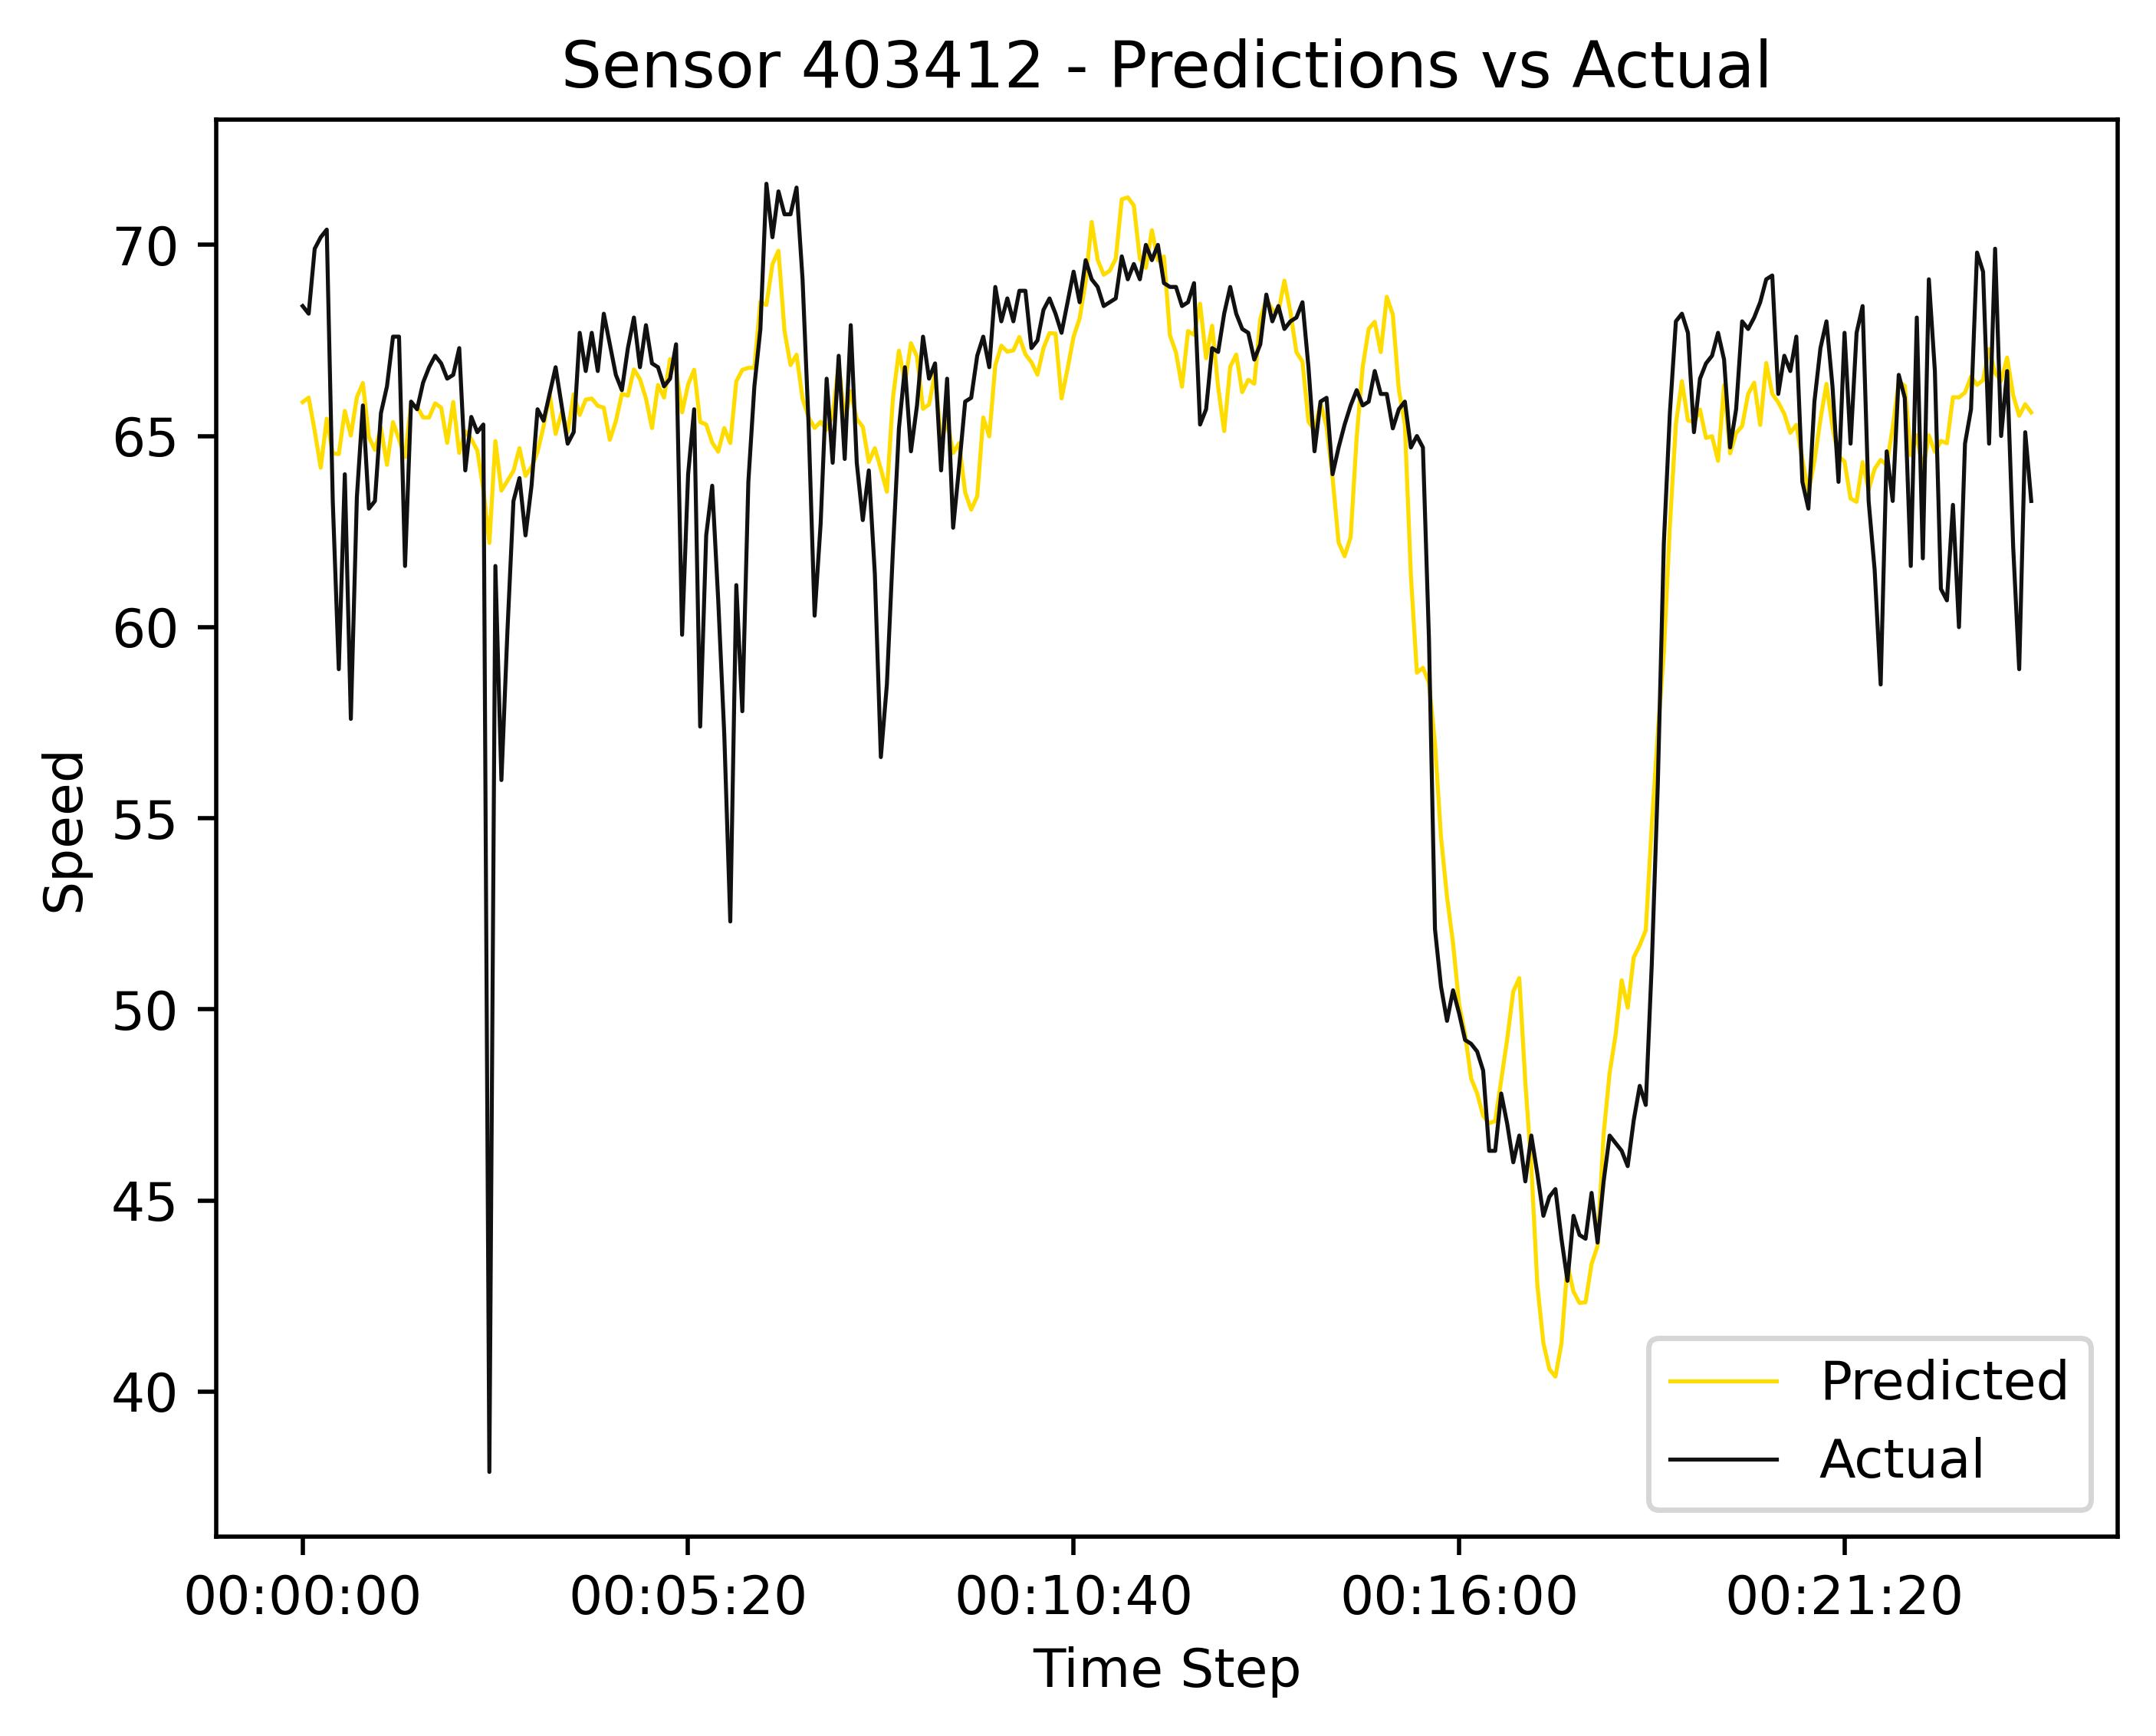 Sensor 403412 - Predictions vs Actual
70
65
60
55
50
45
40
Speed
00:00:00
00:05:20
00:10:40
00:16:00
00:21:20
Time Step
Predicted
Actual